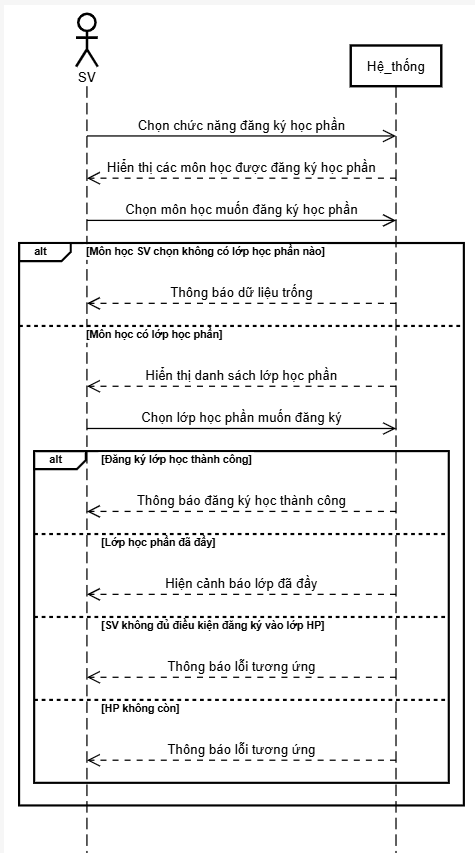 SV
Hệ_thống
Chọn chức năng đăng ký học phần
Hiển thị các môn học được đăng ký học phần
Chọn môn học muốn đăng ký học phần
alt
[Môn học SV chọn không có lớp học phần nào]
Thông báo dữ liệu trống
[Môn học có lớp học phần]
Hiển thị danh sách lớp học phần
Chọn lớp học phần muốn đăng ký
alt
[Đăng ký lớp học thành công]
Thông báo đăng ký học thành công
[Lớp học phần đã đầy]
Hiện cảnh báo lớp đã đầy
[SV không đủ điều kiện đăng ký vào lớp HP]
Thông báo lỗi tương ứng
[HP không còn]
Thông báo lỗi tương ứng